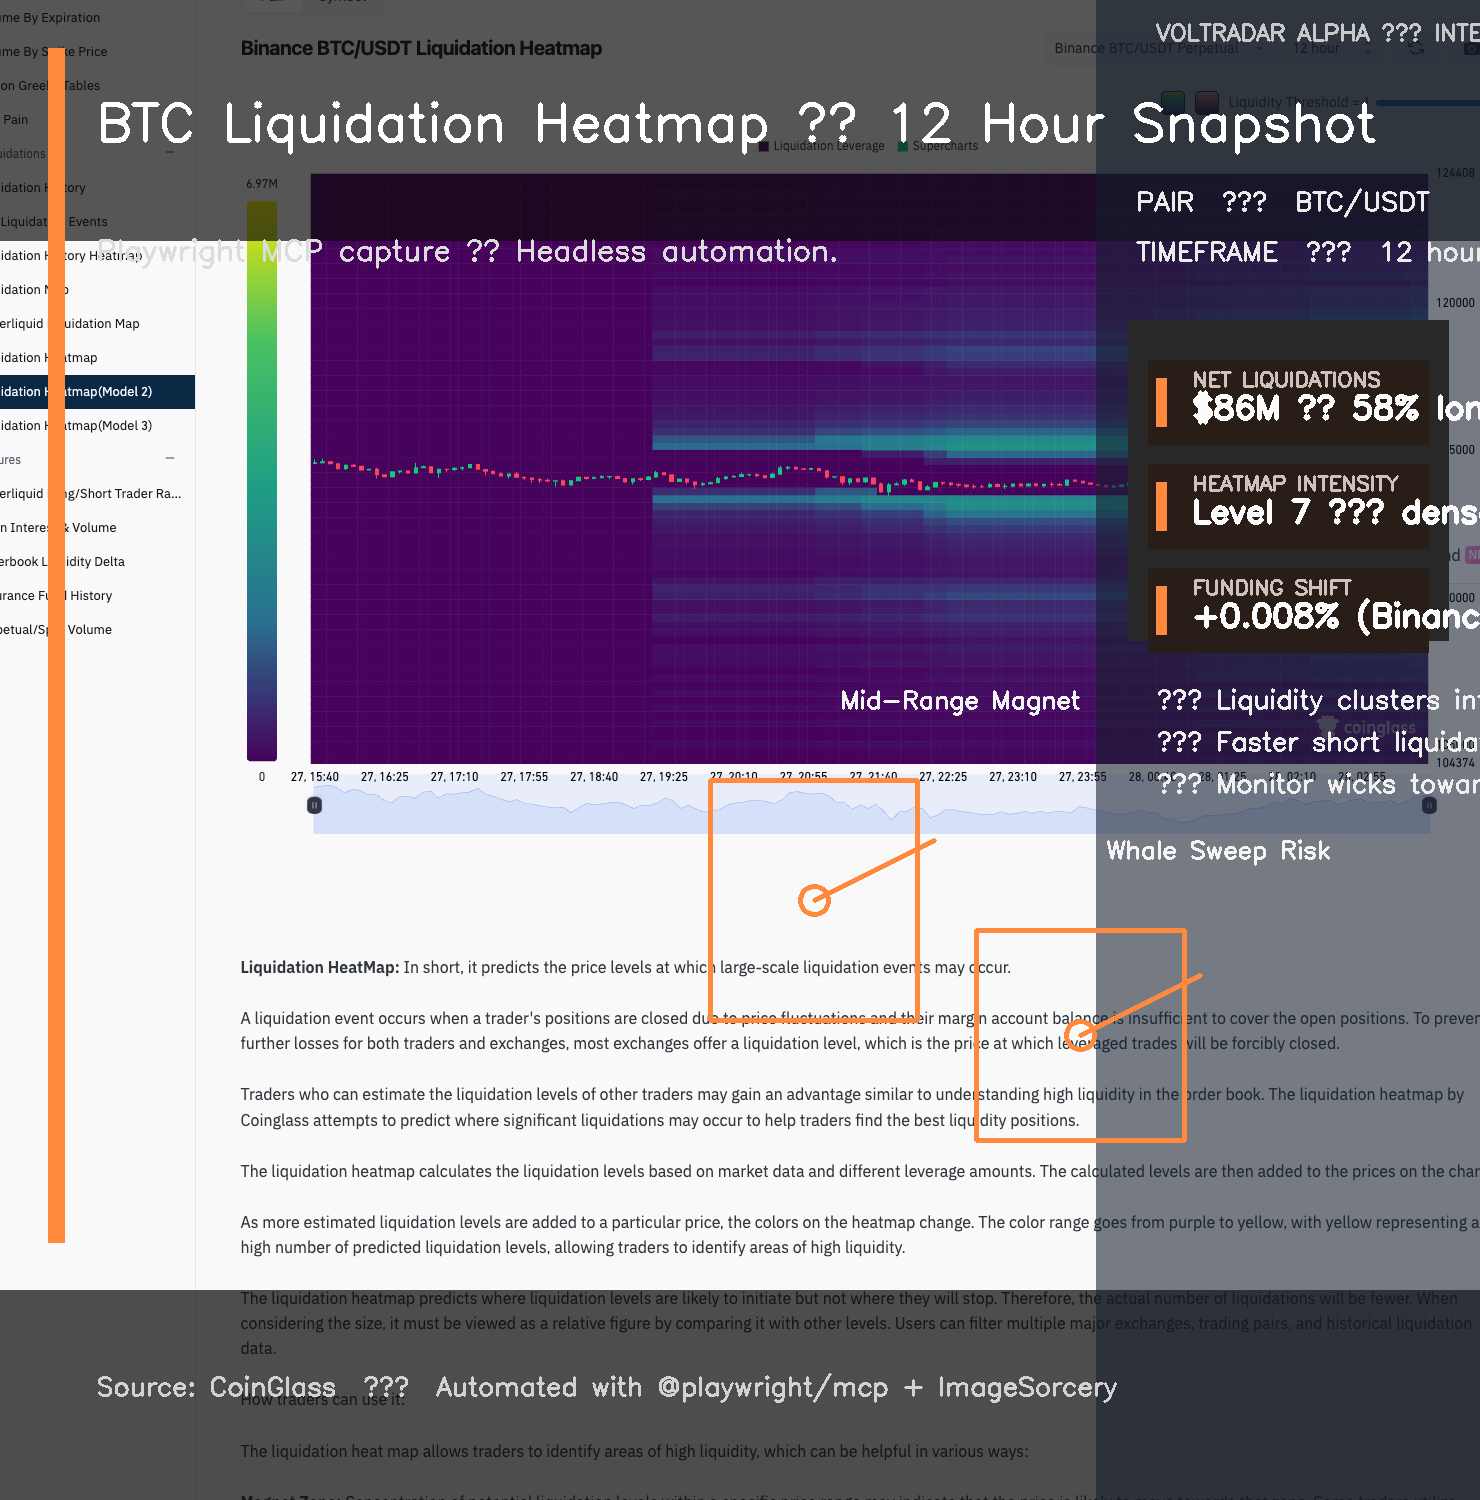 ume By Expiration
Pair Symbol
VOLTRADAR ALPHA ??? INTE
Binance BTC/USDT Liquidation Heatmap
Binance BTC/USDT Perpetual
12 hour
ume By Strike Price
on Greeks Tables
Liquidity Threshold = 1
Pain
BTC Liquidation Heatmap ?? 12 Hour Snapshot
uidations
Liquidation Leverage
Supercharts
6.97M
124408
idation History
PAIR ??? BTC/USDT
Liquidation Events
idation History Heatmap
Playwright MCP capture ?? Headless automation.
TIMEFRAME ??? 12 hour
idation Map
120000
erliquid Liquidation Map
idation Heatmap
NET LIQUIDATIONS
idation Heatmap(Model 2)
$86M ?? 58% lon
idation Heatmap(Model 3)
5000
ures
HEATMAP INTENSITY
erliquid Long/Short Trader Ra...
Level 7 ??? dens
n Interest & Volume
erbook Liquidity Delta
nd
FUNDING SHIFT
urance Fund History
0000
+0.008% (Binanc
petual/Spot Volume
Mid-Range Magnet
??? Liquidity clusters int
coinglass
??? Faster short liquida
104374
0
27, 15:40 27, 16:25 27, 17:10 27, 17:55 27, 18:40 27, 19:25 27, 20:10 27, 20:55 27, 21:40 27, 22:25 27, 23:10 27, 23:55 28, 01:25 28, 02:10 28, 02:55
??? Monitor wicks towar
Whale Sweep Risk
Liquidation HeatMap: In short, it predicts the price levels at which large-scale liquidation events may occur.
A liquidation event occurs when a trader's positions are closed due to price fluctuations and their margin account balance is insufficient to cover the open positions. To preven
further losses for both traders and exchanges, most exchanges offer a liquidation level, which is the price at which leveraged trades will be forcibly closed.
Traders who can estimate the liquidation levels of other traders may gain an advantage similar to understanding high liquidity in the order book. The liquidation heatmap by
Coinglass attempts to predict where significant liquidations may occur to help traders find the best liquidity positions.
The liquidation heatmap calculates the liquidation levels based on market data and different leverage amounts. The calculated levels are then added to the prices on the char
As more estimated liquidation levels are added to a particular price, the colors on the heatmap change. The color range goes from purple to yellow, with yellow representing a
high number of predicted liquidation levels, allowing traders to identify areas of high liquidity.
The liquidation heatmap predicts where liquidation levels are likely to initiate but not where they will stop. Therefore, the actual number of liquidations will be fewer. When
considering the size, it must be viewed as a relative figure by comparing it with other levels. Users can filter multiple major exchanges, trading pairs, and historical liquidation
data.
Source: CoinGlass ??? Automated with @playwright/mcp + ImageSorcery
How traders can use it:
The liquidation heat map allows traders to identify areas of high liquidity, which can be helpful in various ways: